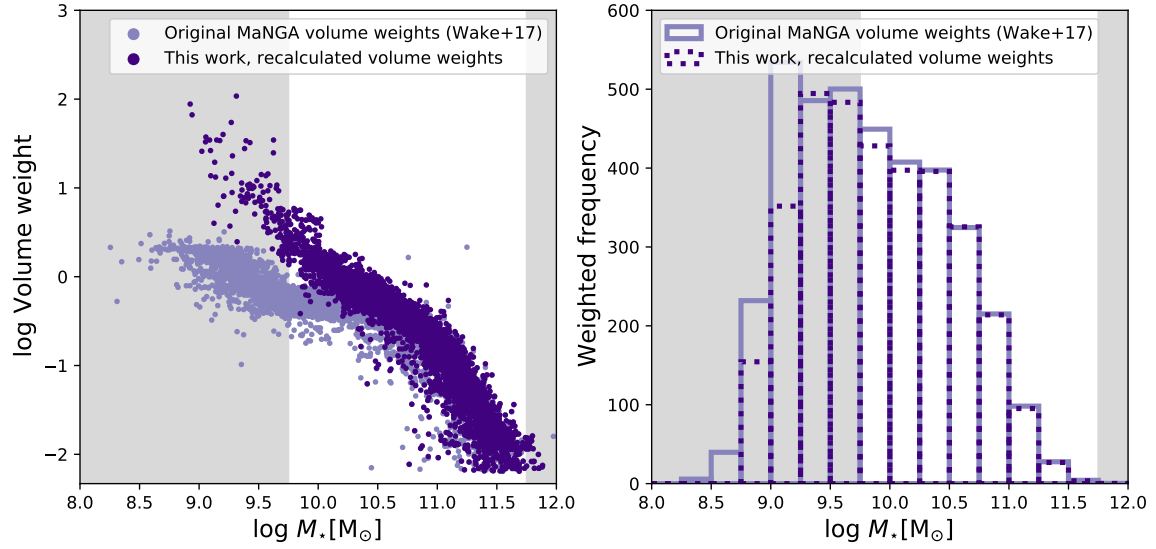 3
2
1
0
−1
−2
log Volume weight
Original MaNGA volume weights (Wake+17)
This work, recalculated volume weights
8.0 8.5 9.0 9.5 10.0 10.5 11.0 11.5 12.0
log M⋆[M⊙]
600
500
400
300
200
100
0
Weighted frequency
Original MaNGA volume weights (Wake+17)
This work, recalculated volume weights
8.0 8.5 9.0 9.5 10.0 10.5 11.0 11.5 12.0
log M⋆[M⊙]